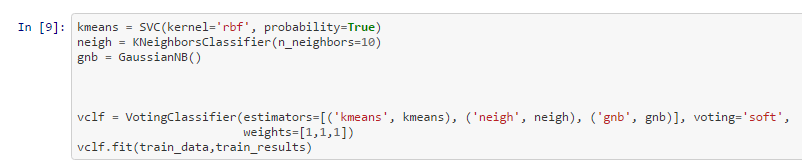 In [9]: kmeans = SVC(kernel='rbf', probability=True)
neigh = KNeighborsClassifier(n_neighbors=10)
gnb = GaussianNB()
vclf = VotingClassifier(estimators=[('kmeans', kmeans), ('neigh', neigh), ('gnb', gnb)], voting='soft',
weights=[1,1,1])
vclf.fit(train_data,train_results)